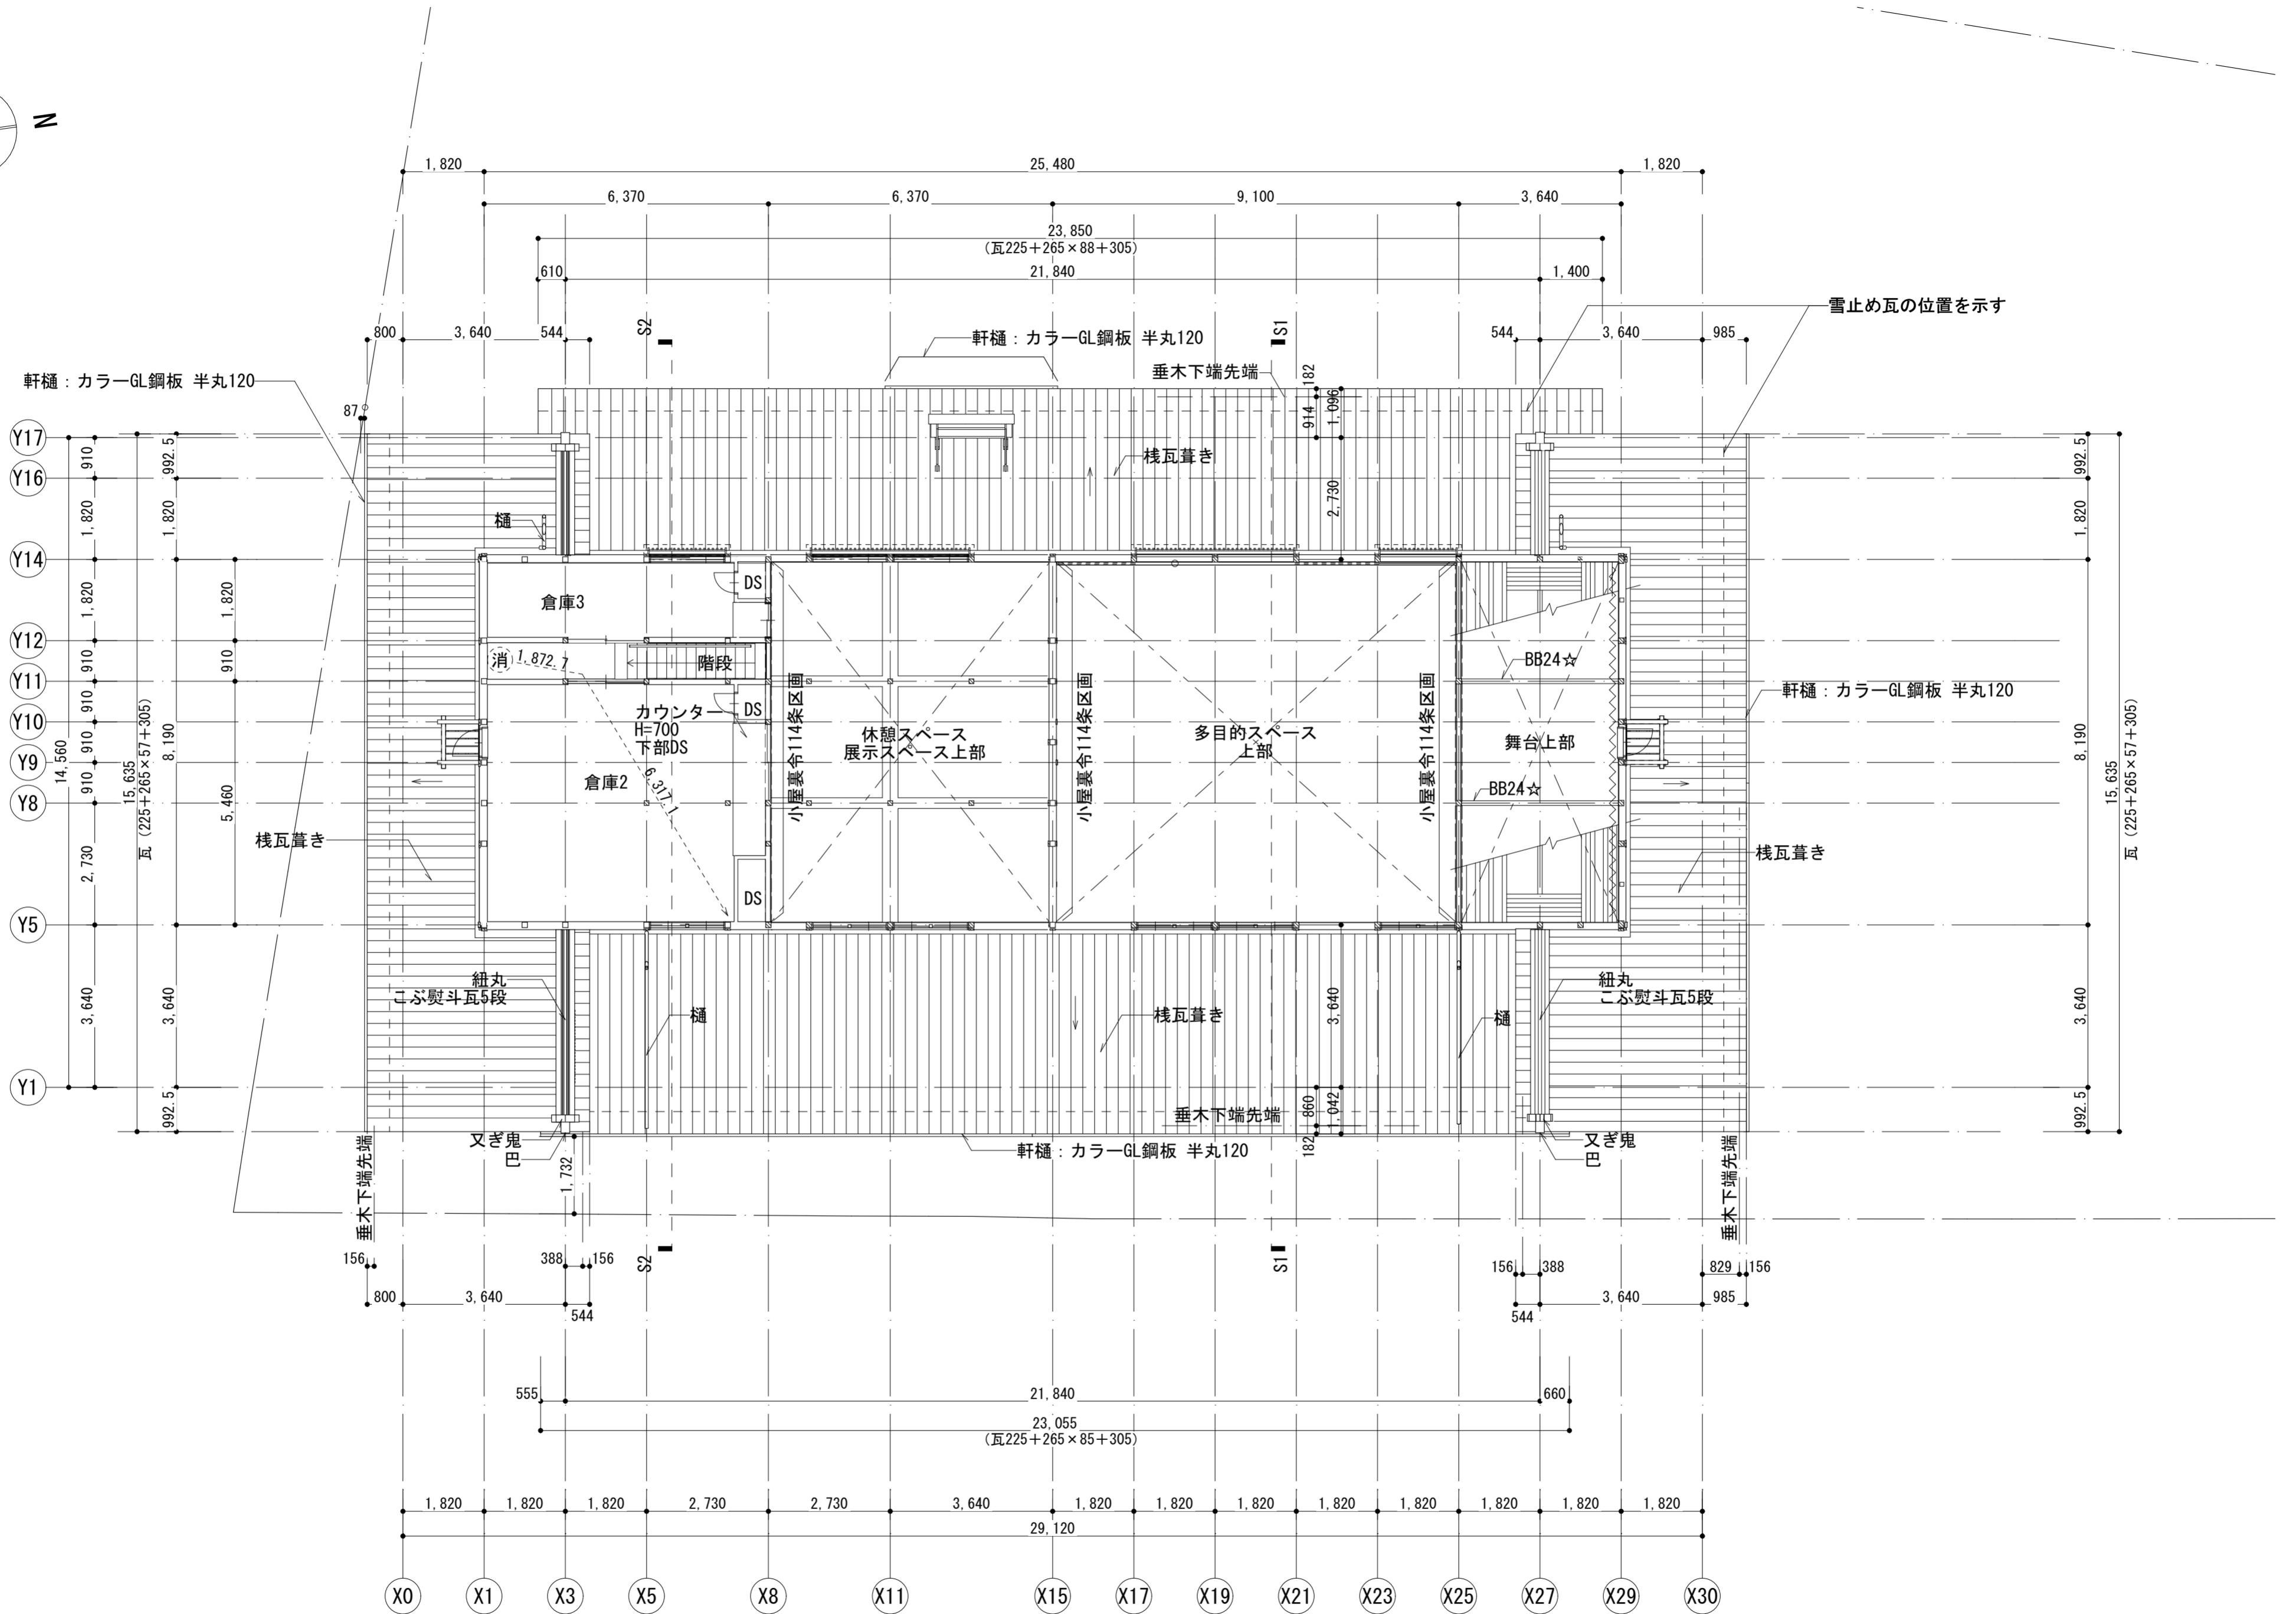 N
1,820
25,480
1,820
6,370
6,370
9,100
3,640
23,850
(瓦225+265×88+305)
610
21,840
1,400
雪止め瓦の位置を示す
800
3,640
544
S2
軒樋：カラーGL鋼板 半丸120
S1
544
3,640
985
軒樋：カラーGL鋼板 半丸120
垂木下端先端
182
87
914
1,096
Y17
910
992.5
桟瓦葺き
992.5
Y16
1,820
1,820
樋
2,730
1,820
Y14
1,820
1,820
倉庫3
DS
Y12
910
910
消
1,872.7
階段
BB24☆
Y11
910
カウンター
H=700
下部DS
DS
小屋裏令114条区画
小屋裏令114条区画
小屋裏令114条区画
軒樋：カラーGL鋼板 半丸120
Y10
14,560
910
15,635
瓦 (225+265×57+305)
8,190
休憩スペース
展示スペース上部
多目的スペース
上部
舞台上部
8,190
15,635
瓦 (225+265×57+305)
Y9
910
5,460
倉庫2
6,317.1
BB24☆
Y8
2,730
桟瓦葺き
桟瓦葺き
DS
Y5
紐丸
こぶ熨斗瓦5段
紐丸
こぶ熨斗瓦5段
3,640
3,640
樋
桟瓦葺き
3,640
樋
3,640
Y1
992.5
垂木下端先端
860
1,042
182
992.5
又ぎ鬼
巴
軒樋：カラーGL鋼板 半丸120
又ぎ鬼
巴
垂木下端先端
1,732
垂木下端先端
156
388
156
S2
S1
156
388
829
156
800
3,640
544
544
3,640
985
555
21,840
660
23,055
(瓦225+265×85+305)
1,820
1,820
1,820
2,730
2,730
3,640
1,820
1,820
1,820
1,820
1,820
1,820
1,820
1,820
29,120
X0
X1
X3
X5
X8
X11
X15
X17
X19
X21
X23
X25
X27
X29
X30